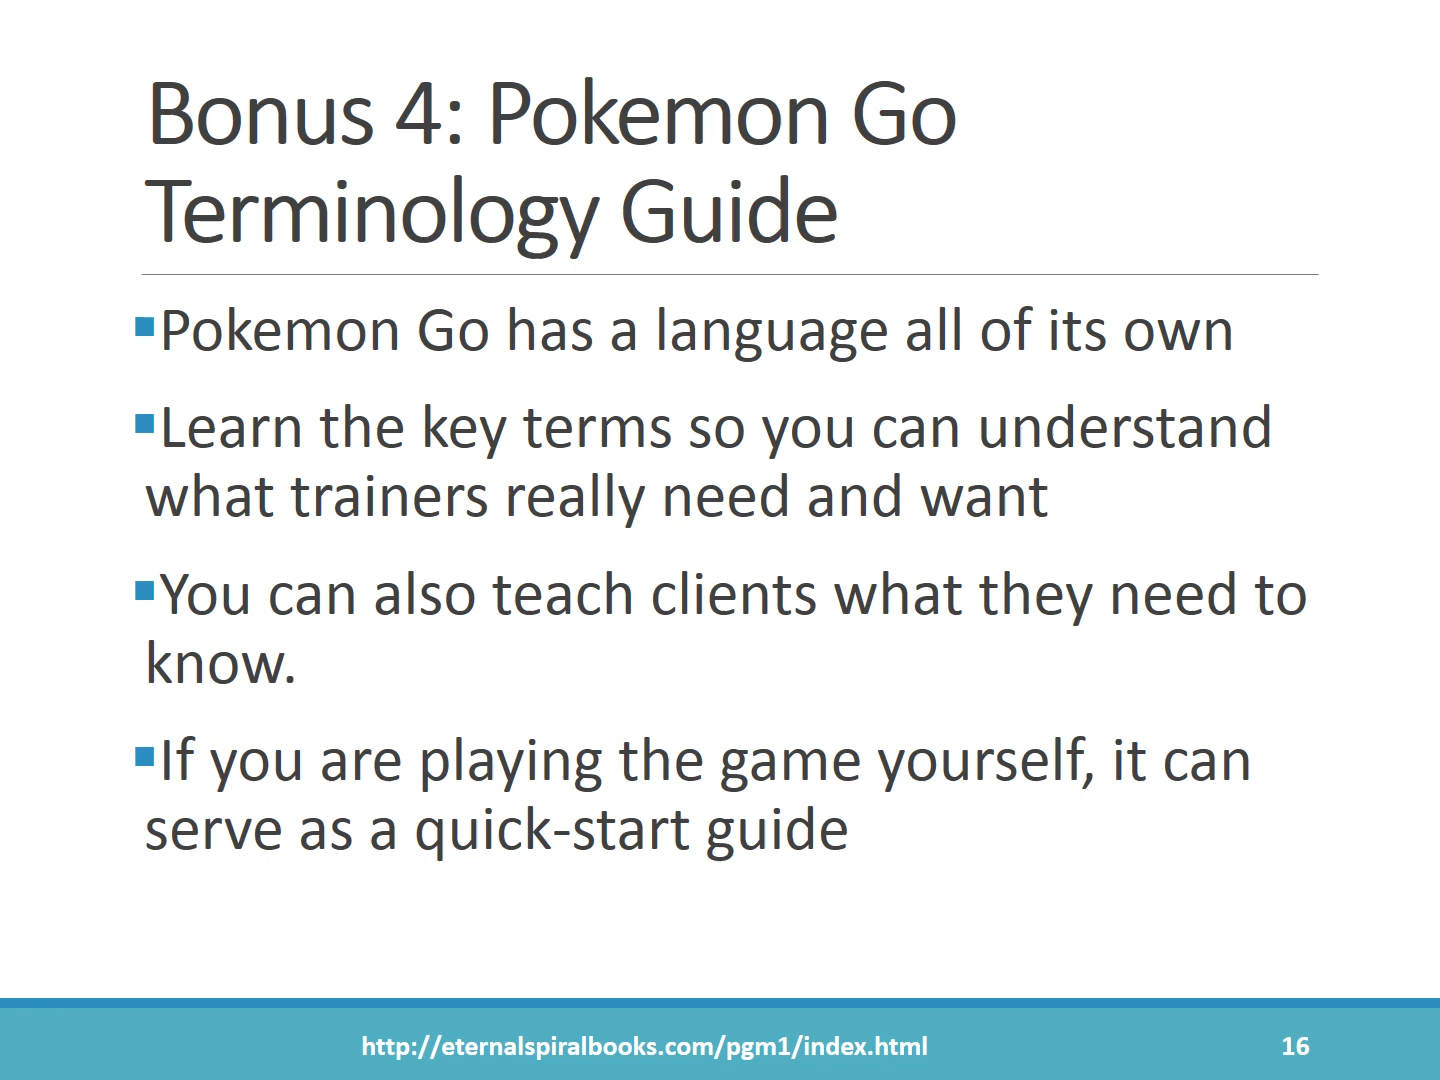 Bonus 4: Pokemon Go
Terminology Guide
▪Pokemon Go has a language all of its own
▪Learn the key terms so you can understand
what trainers really need and want
▪You can also teach clients what they need to
know.
▪If you are playing the game yourself, it can
serve as a quick-start guide
http://eternalspiralbooks.com/pgm1/index.html
16